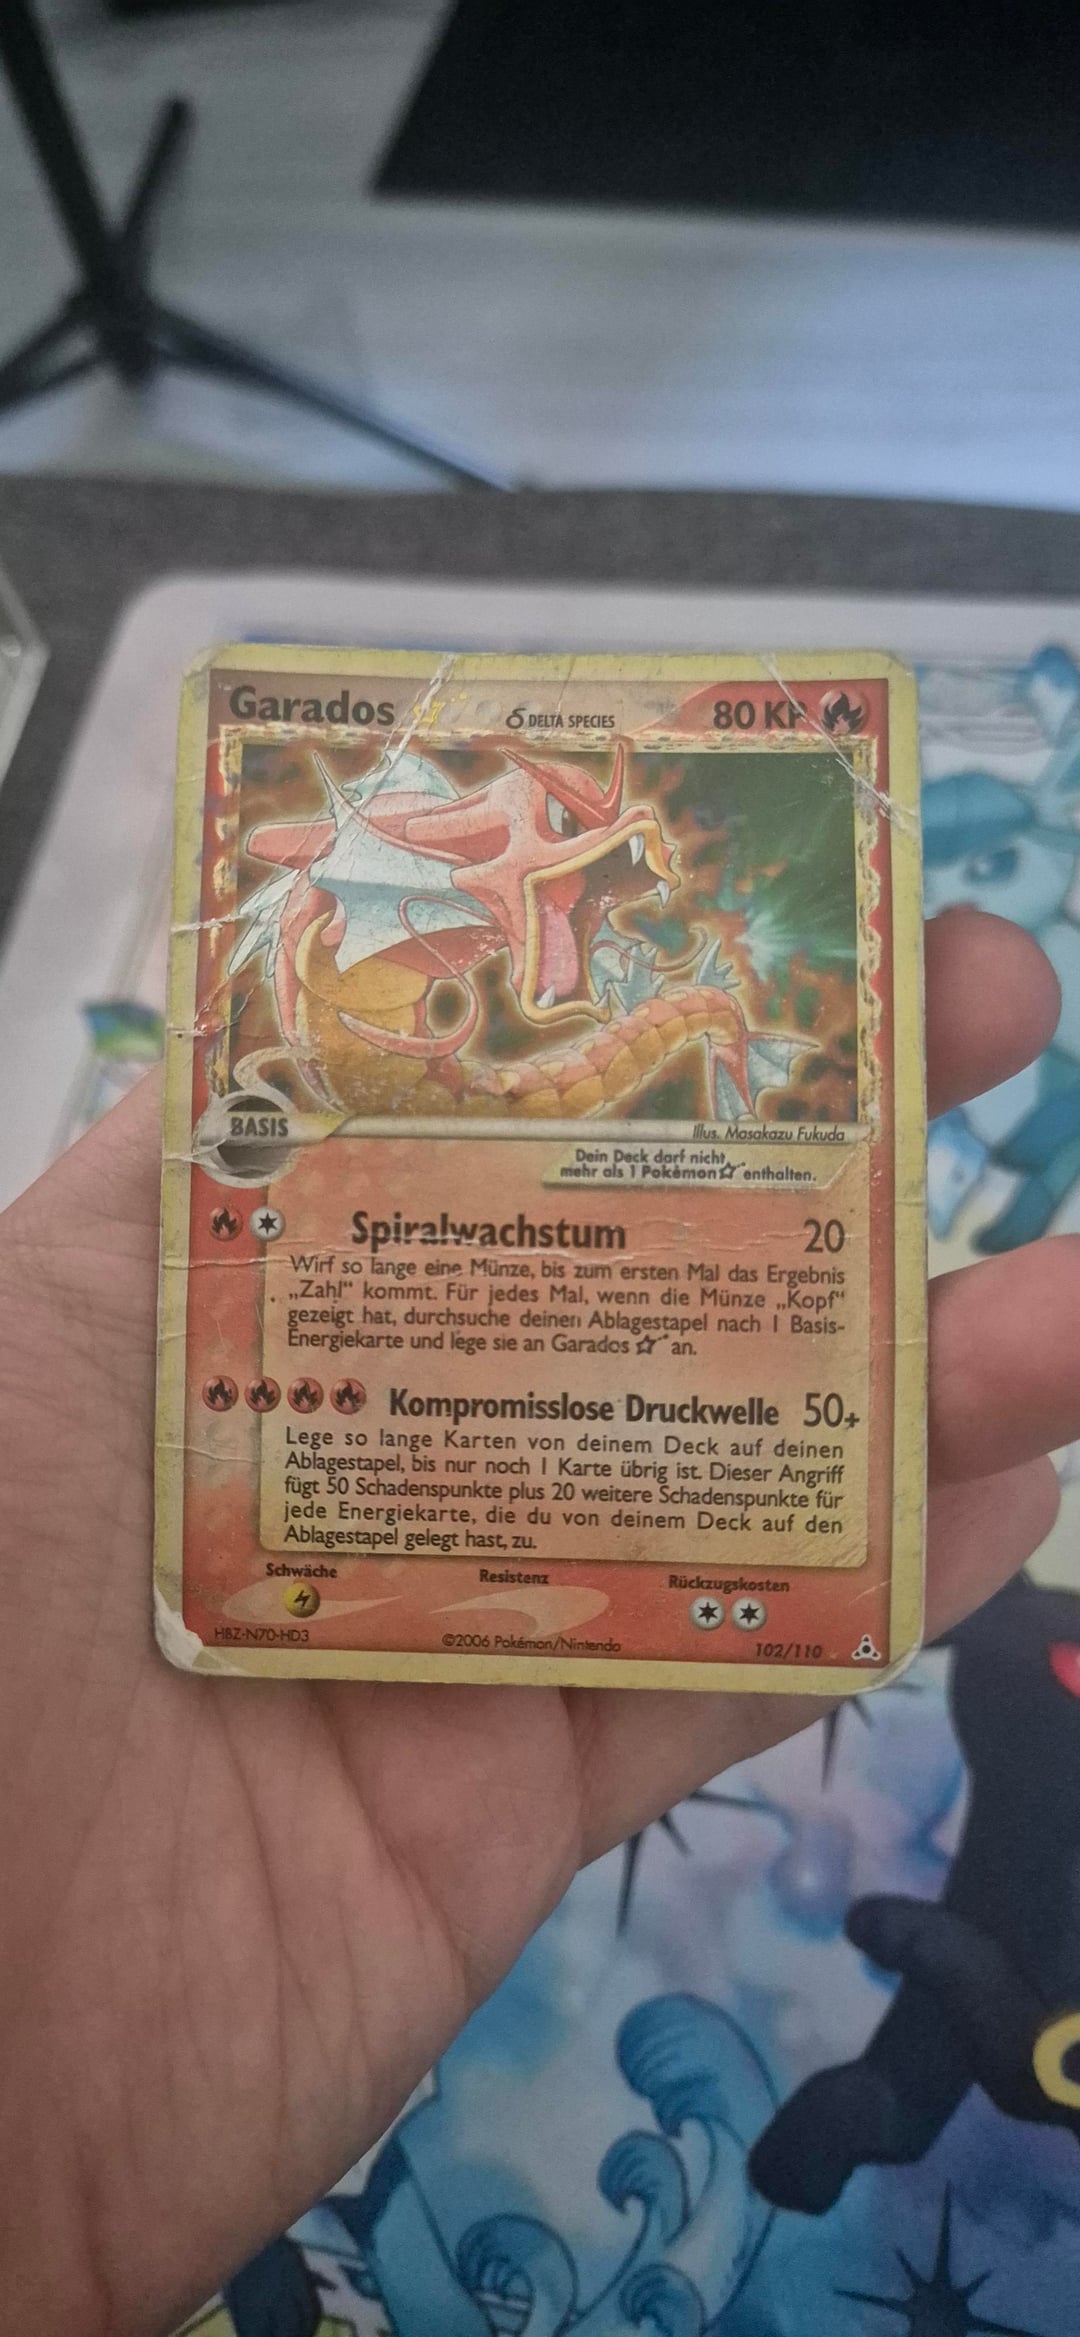 Garados ☆ δ DELTA SPECIES 80 KP
BASIS
Illus. Masakazu Fukuda
Dein Deck darf nicht
mehr als 1 Pokémon☆ enthalten.
Spiralwachstum 20
Wirf so lange eine Münze, bis zum ersten Mal das Ergebnis
„Zahl“ kommt. Für jedes Mal, wenn die Münze „Kopf“
gezeigt hat, durchsuche deinen Ablagestapel nach 1 Basis-
Energiekarte und lege sie an Garados ☆ an.
Kompromisslose Druckwelle 50+
Lege so lange Karten von deinem Deck auf deinen
Ablagestapel, bis nur noch 1 Karte übrig ist. Dieser Angriff
fügt 50 Schadenspunkte plus 20 weitere Schadenspunkte für
jede Energiekarte, die du von deinem Deck auf den
Ablagestapel gelegt hast, zu.
Schwäche Resistenz Rückzugskosten
HBZ-N70-HD3 ©2006 Pokémon/Nintendo 102/110